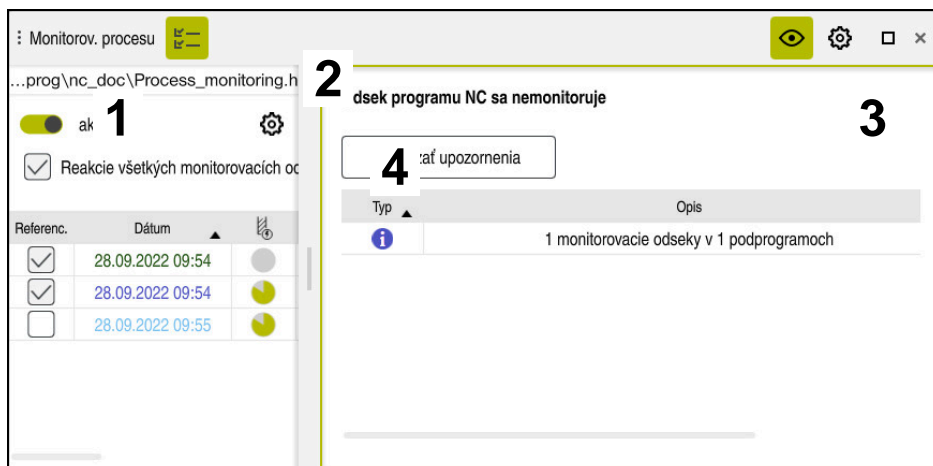 Monitorov. procesu
...prog\nc_doc\Process_monitoring.h
1
ak
Reakcie všetkých monitorovacích od
Referenc. Dátum
28.09.2022 09:54
28.09.2022 09:54
28.09.2022 09:55
2
dsek programu NC sa nemonitoruje
3
4
zať upozornenia
Typ Opis
1 monitorovacie odseky v 1 podprogramoch